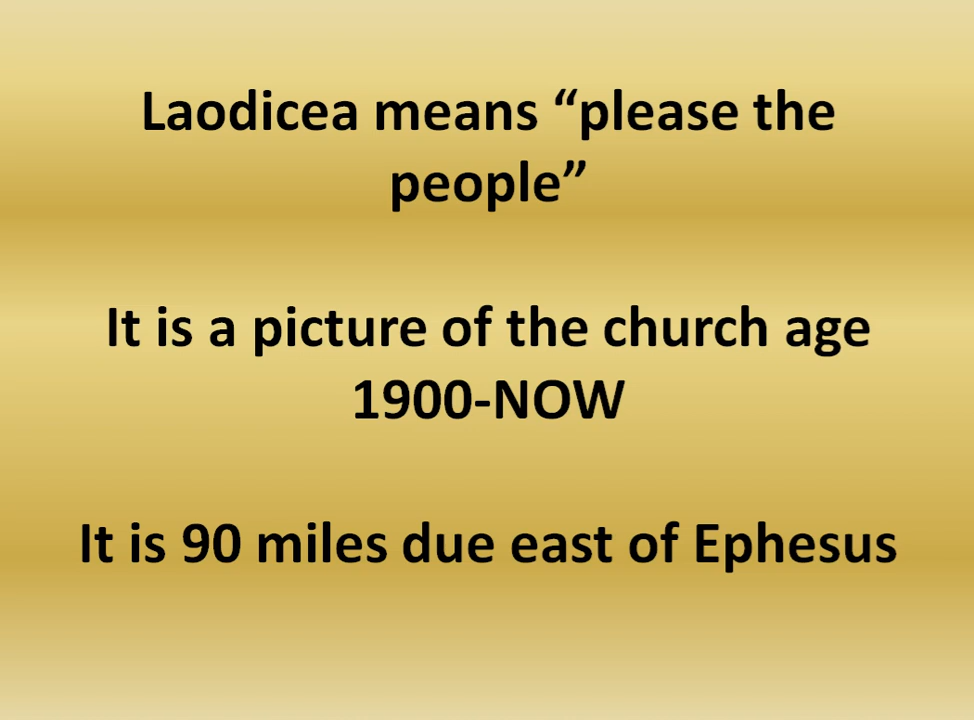 Laodicea means “please the
people”
It is a picture of the church age
1900-NOW
It is 90 miles due east of Ephesus